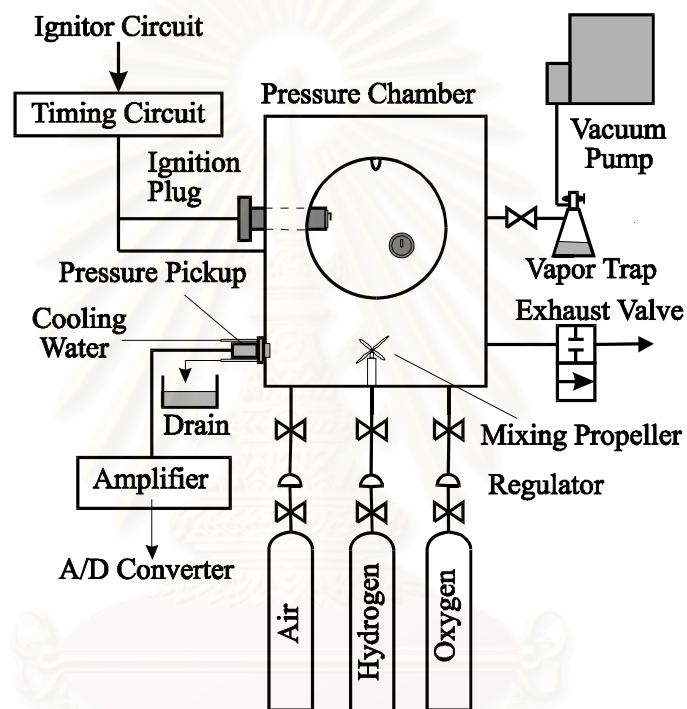 Ignitor Circuit
Timing Circuit
Pressure Chamber
Vacuum
Pump
Ignition
Plug
Vapor Trap
Pressure Pickup
Exhaust Valve
Cooling
Water
Drain
Mixing Propeller
Amplifier
Regulator
A/D Converter
Air
Hydrogen
Oxygen